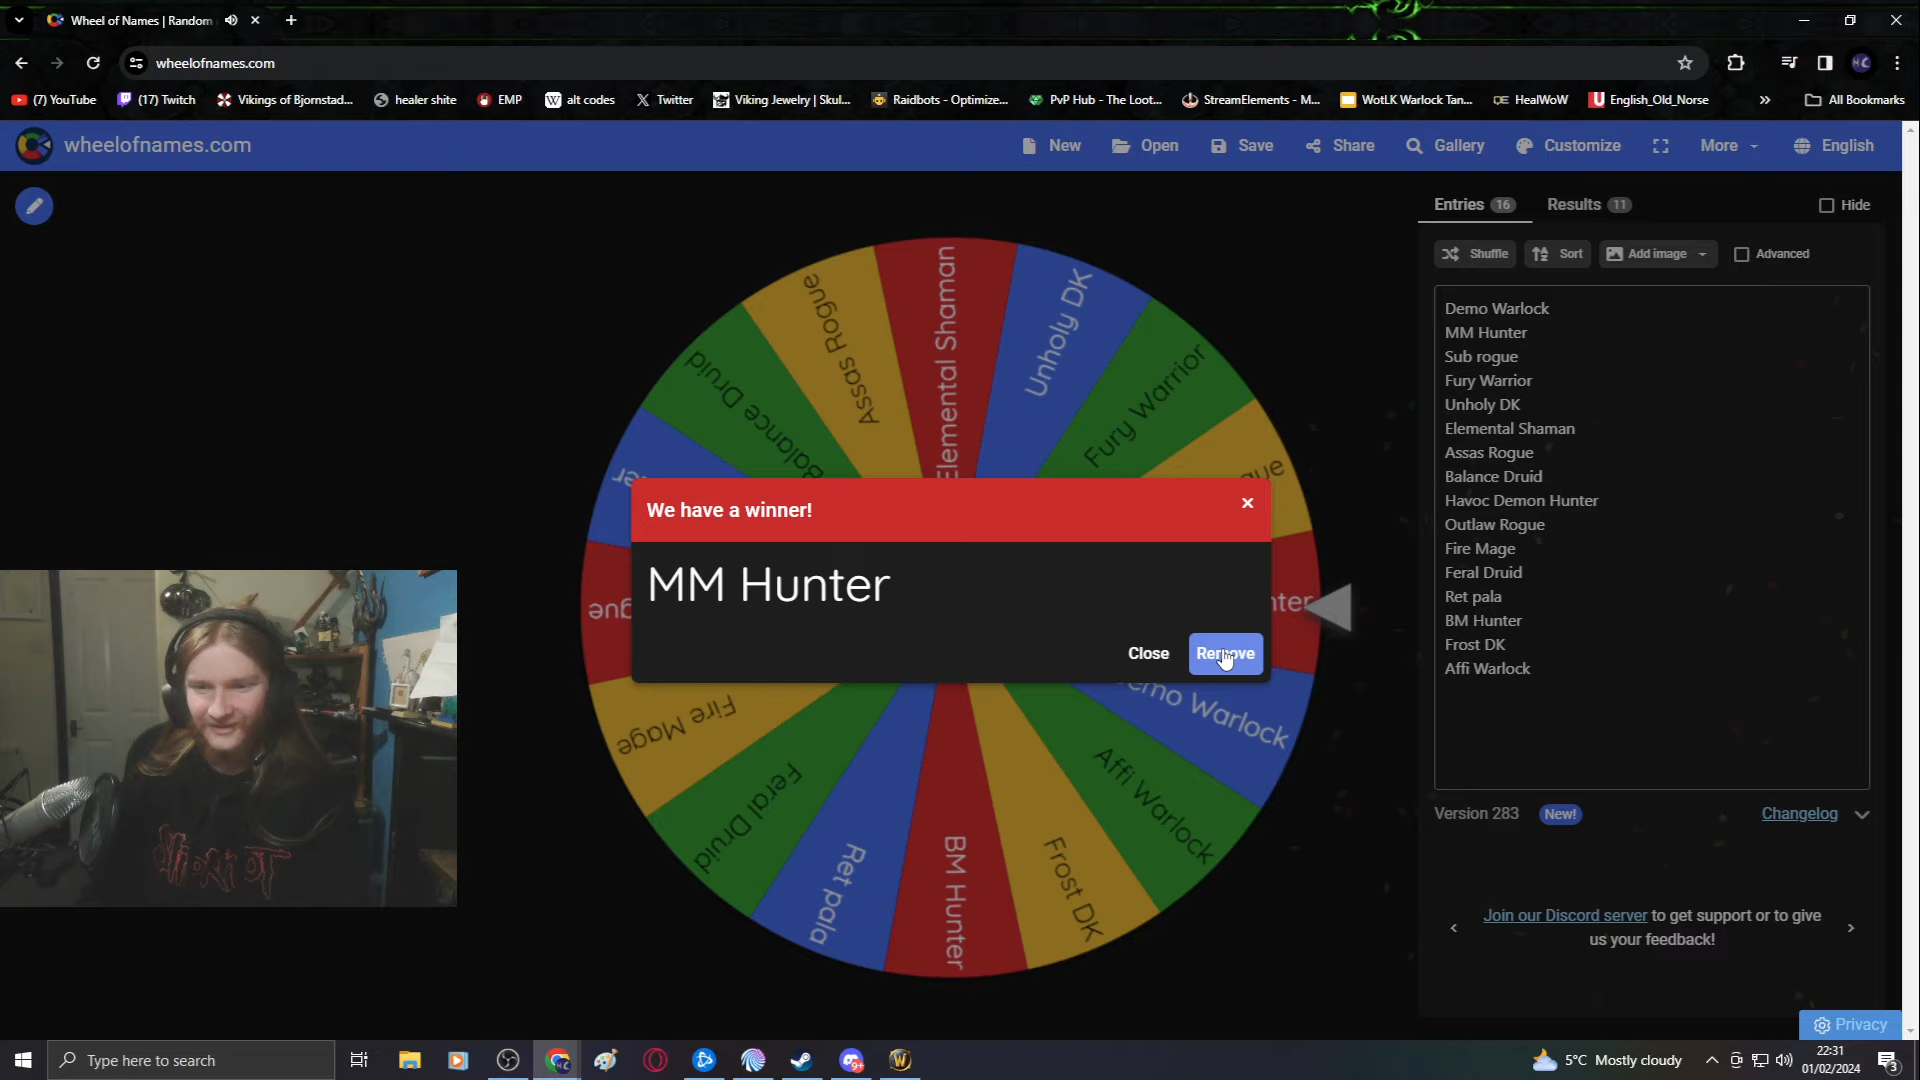 Wheel of Names | Random
wheelofnames.com
(7) YouTube
(17) Twitch
Vikings of Bjornstad...
healer shite
EMP
alt codes
Twitter
Viking Jewelry | Skul...
Raidbots - Optimize...
PvP Hub - The Loot...
StreamElements - M...
WotLK Warlock Tan...
HealWoW
English_Old_Norse
All Bookmarks
wheelofnames.com
New
Open
Save
Share
Gallery
Customize
More
English
Entries 16
Results 11
Hide
Shuffle
Sort
Add image
Advanced
Demo Warlock
MM Hunter
Sub rogue
Fury Warrior
Unholy DK
Elemental Shaman
Assas Rogue
Balance Druid
Havoc Demon Hunter
Outlaw Rogue
Fire Mage
Feral Druid
Ret pala
BM Hunter
Frost DK
Affi Warlock
Elemental Shaman
Unholy DK
Fury Warrior
Assas Rogue
Balance Druid
We have a winner!
MM Hunter
Close
Remove
Fire Mage
Feral Druid
Ret pala
BM Hunter
Frost DK
Affi Warlock
Warlock
Version 283
New!
Changelog
Join our Discord server to get support or to give
us your feedback!
Privacy
Type here to search
5°C Mostly cloudy
22:31
01/02/2024